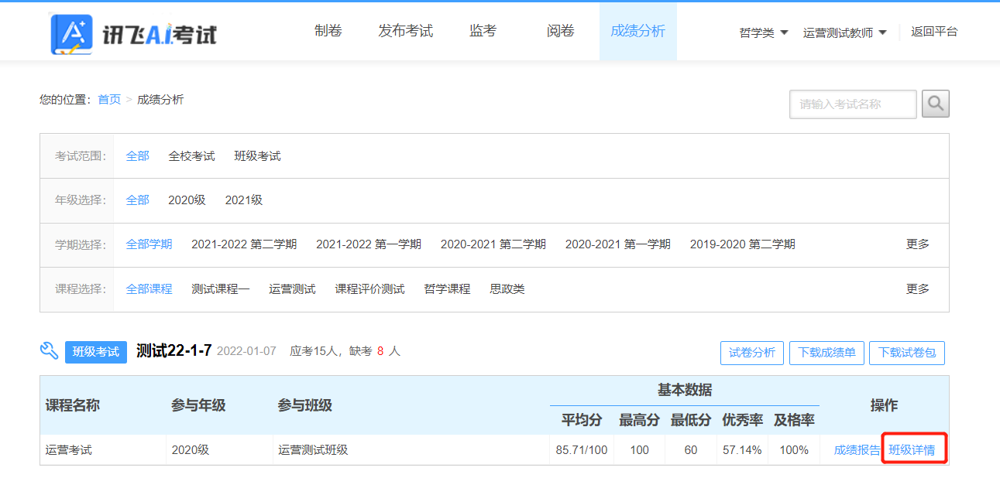 讯飞A.I.考试 制卷 发布考试 监考 阅卷 成绩分析 哲学类 运营测试教师 返回平台
您的位置： 首页 > 成绩分析 请输入考试名称
考试范围： 全部 全校考试 班级考试
年级选择： 全部 2020级 2021级
学期选择： 全部学期 2021-2022 第二学期 2021-2022 第一学期 2020-2021 第二学期 2020-2021 第一学期 2019-2020 第二学期 更多
课程选择： 全部课程 测试课程一 运营测试 课程评价测试 哲学课程 思政类 更多
班级考试 测试22-1-7 2022-01-07 应考15人，缺考 8 人 试卷分析 下载成绩单 下载试卷包
课程名称 参与年级 参与班级 基本数据 操作
平均分 最高分 最低分 优秀率 及格率
运营考试 2020级 运营测试班级 85.71/100 100 60 57.14% 100% 成绩报告 班级详情